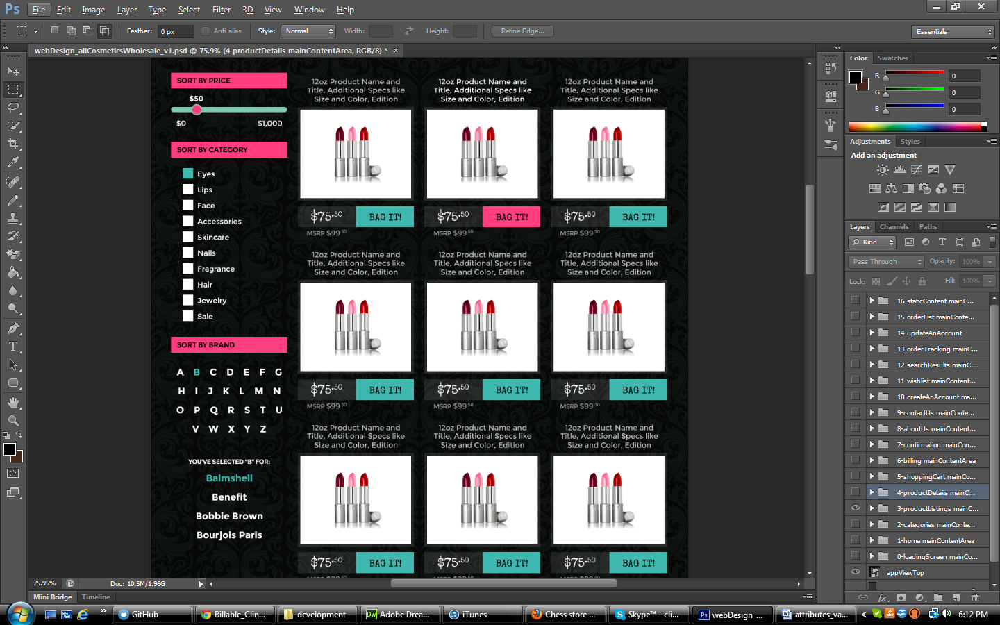 Ps File Edit Image Layer Type Select Filter 3D View Window Help
Feather: 0 px Anti-alias Style: Normal Width: Height: Refine Edge... Essentials
webDesign_allCosmeticsWholesale_v1.psd @ 75.9% (4-productDetails mainContentArea, RGB/8) *
SORT BY PRICE
$50
$0 $1,000
SORT BY CATEGORY
Eyes
Lips
Face
Accessories
Skincare
Nails
Fragrance
Hair
Jewelry
Sale
SORT BY BRAND
A B C D E F G
H I J K L M N
O P Q R S T U
V W X Y Z
YOU'VE SELECTED "B" FOR:
Balmshell
Benefit
Bobbie Brown
Bourjois Paris
12oz Product Name and
Title, Additional Specs like
Size and Color, Edition
$75.50 BAG IT!
MSRP $99.50
12oz Product Name and
Title, Additional Specs like
Size and Color, Edition
$75.50 BAG IT!
MSRP $99.50
12oz Product Name and
Title, Additional Specs like
Size and Color, Edition
$75.50 BAG IT!
MSRP $99.50
12oz Product Name and
Title, Additional Specs like
Size and Color, Edition
$75.50 BAG IT!
MSRP $99.50
12oz Product Name and
Title, Additional Specs like
Size and Color, Edition
$75.50 BAG IT!
MSRP $99.50
12oz Product Name and
Title, Additional Specs like
Size and Color, Edition
$75.50 BAG IT!
MSRP $99.50
12oz Product Name and
Title, Additional Specs like
Size and Color, Edition
$75.50 BAG IT!
12oz Product Name and
Title, Additional Specs like
Size and Color, Edition
$75.50 BAG IT!
12oz Product Name and
Title, Additional Specs like
Size and Color, Edition
$75.50 BAG IT!
Color Swatches
R 0
G 0
B 0
Adjustments Styles
Add an adjustment
Layers Channels Paths
Kind
Pass Through Opacity: 100%
Lock: Fill: 100%
16-staticContent mainC...
15-orderList mainConte...
14-updateAnAccount
13-orderTracking mainC...
12-searchResults mainC...
11-wishlist mainContent...
10-createAnAccount ma...
9-contactUs mainConte...
8-aboutUs mainContent...
7-confirmation mainCon...
6-billing mainContentArea
5-shoppingCart mainCo...
4-productDetails mainC...
3-productListings mainC...
2-categories mainConte...
1-home mainContentArea
0-loadingScreen mainCo...
appViewTop
75.95% Doc: 10.5M/1.96G
Mini Bridge Timeline
GitHub Billable_Clin... development Adobe Drea... iTunes Chess store ... Skype™ - cli... webDesign_... attributes_va... 6:12 PM